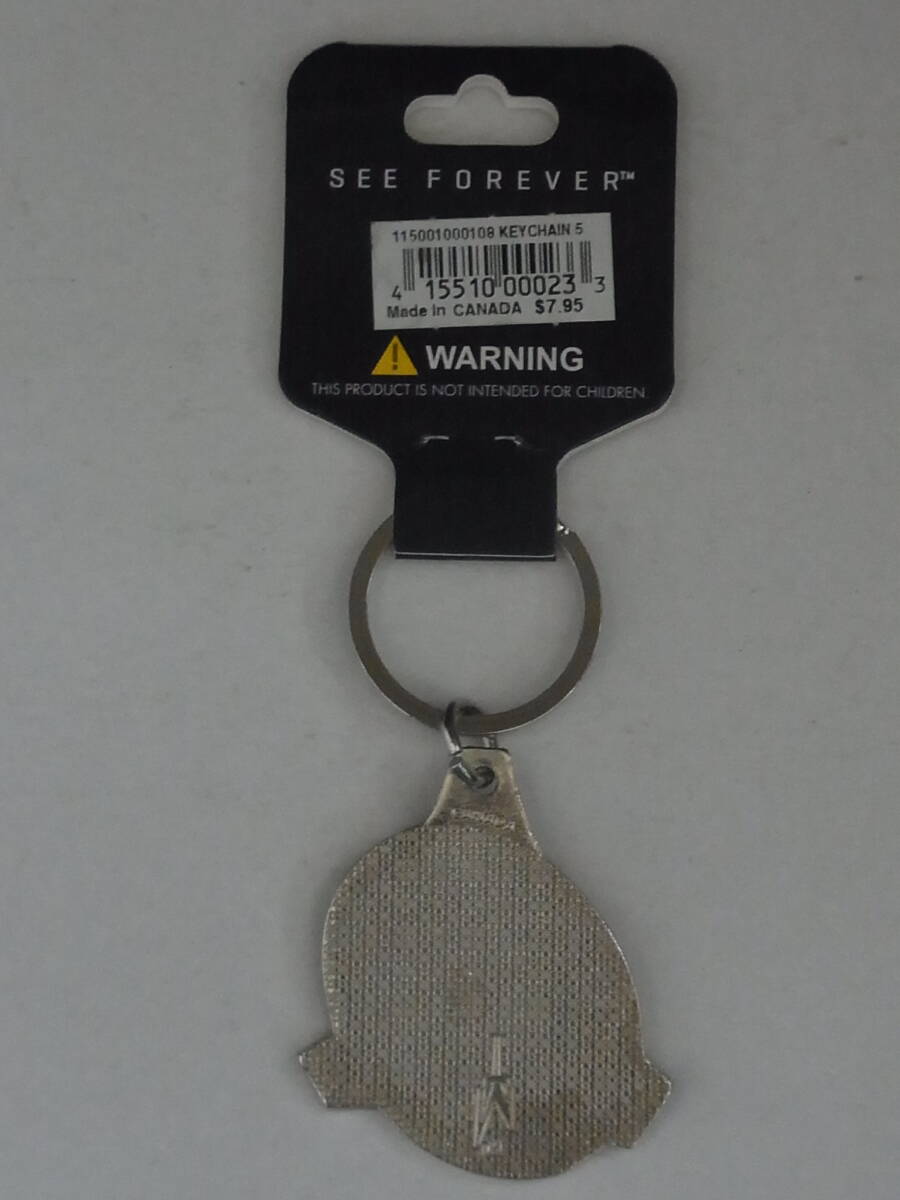 SEE FOREVER™
115001000108 KEYCHAIN 5
4 15510 00023 3
Made in CANADA $7.95
WARNING
THIS PRODUCT IS NOT INTENDED FOR CHILDREN
CANADA